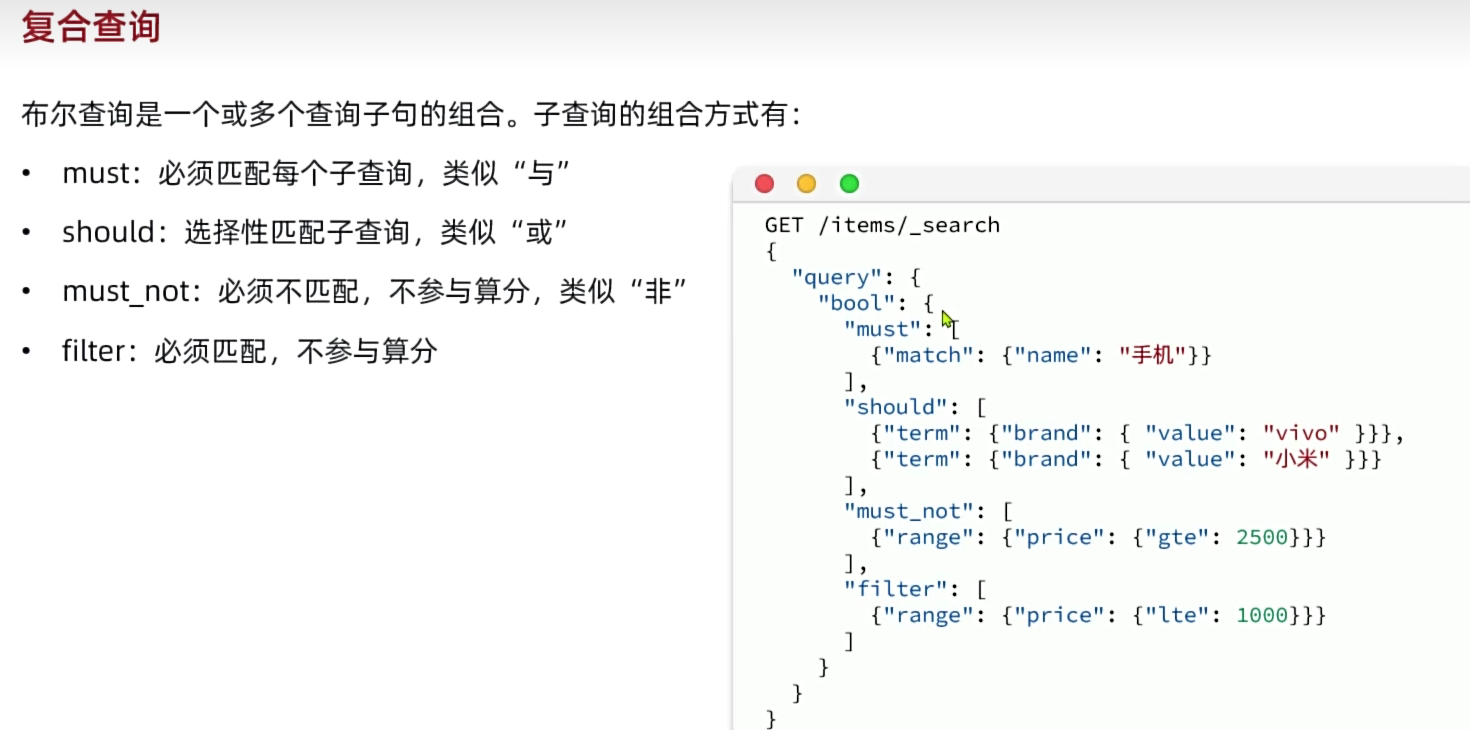 复合查询
布尔查询是一个或多个查询子句的组合。子查询的组合方式有：
• must：必须匹配每个子查询，类似“与”
• should：选择性匹配子查询，类似“或”
• must_not：必须不匹配，不参与算分，类似“非”
• filter：必须匹配，不参与算分
GET /items/_search
{
  "query": {
    "bool": {
      "must": [
        {"match": {"name": "手机"}}
      ],
      "should": [
        {"term": {"brand": { "value": "vivo" }}},
        {"term": {"brand": { "value": "小米" }}}
      ],
      "must_not": [
        {"range": {"price": {"gte": 2500}}}
      ],
      "filter": [
        {"range": {"price": {"lte": 1000}}}
      ]
    }
  }
}